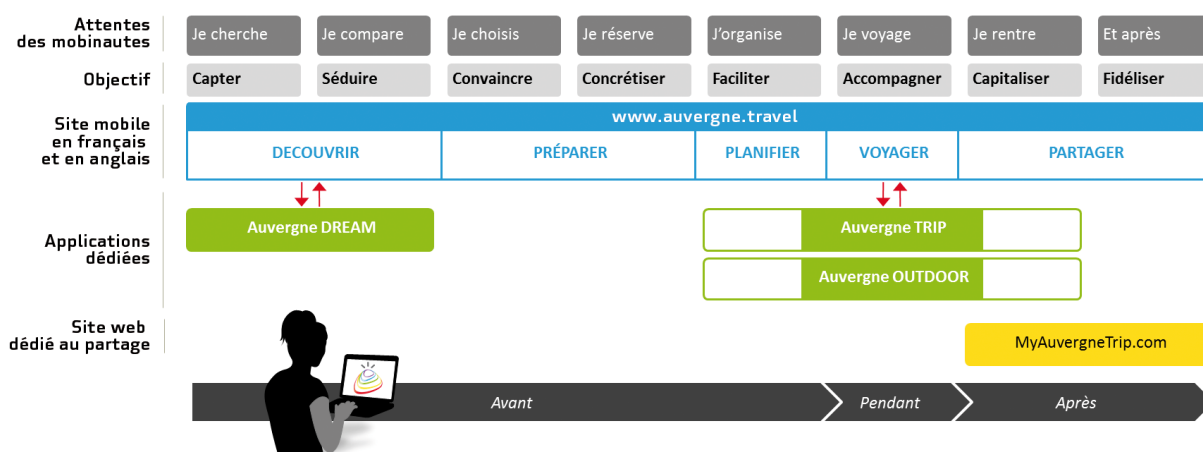 Attentes
des mobinautes
Je cherche
Je compare
Je choisis
Je réserve
J'organise
Je voyage
Je rentre
Et après
Objectif
Capter
Séduire
Convaincre
Concrétiser
Faciliter
Accompagner
Capitaliser
Fidéliser
Site mobile
en français
et en anglais
www.auvergne.travel
DECOUVRIR
PRÉPARER
PLANIFIER
VOYAGER
PARTAGER
Applications
dédiées
Auvergne DREAM
Auvergne TRIP
Auvergne OUTDOOR
Site web
dédié au partage
MyAuvergneTrip.com
Avant
Pendant
Après